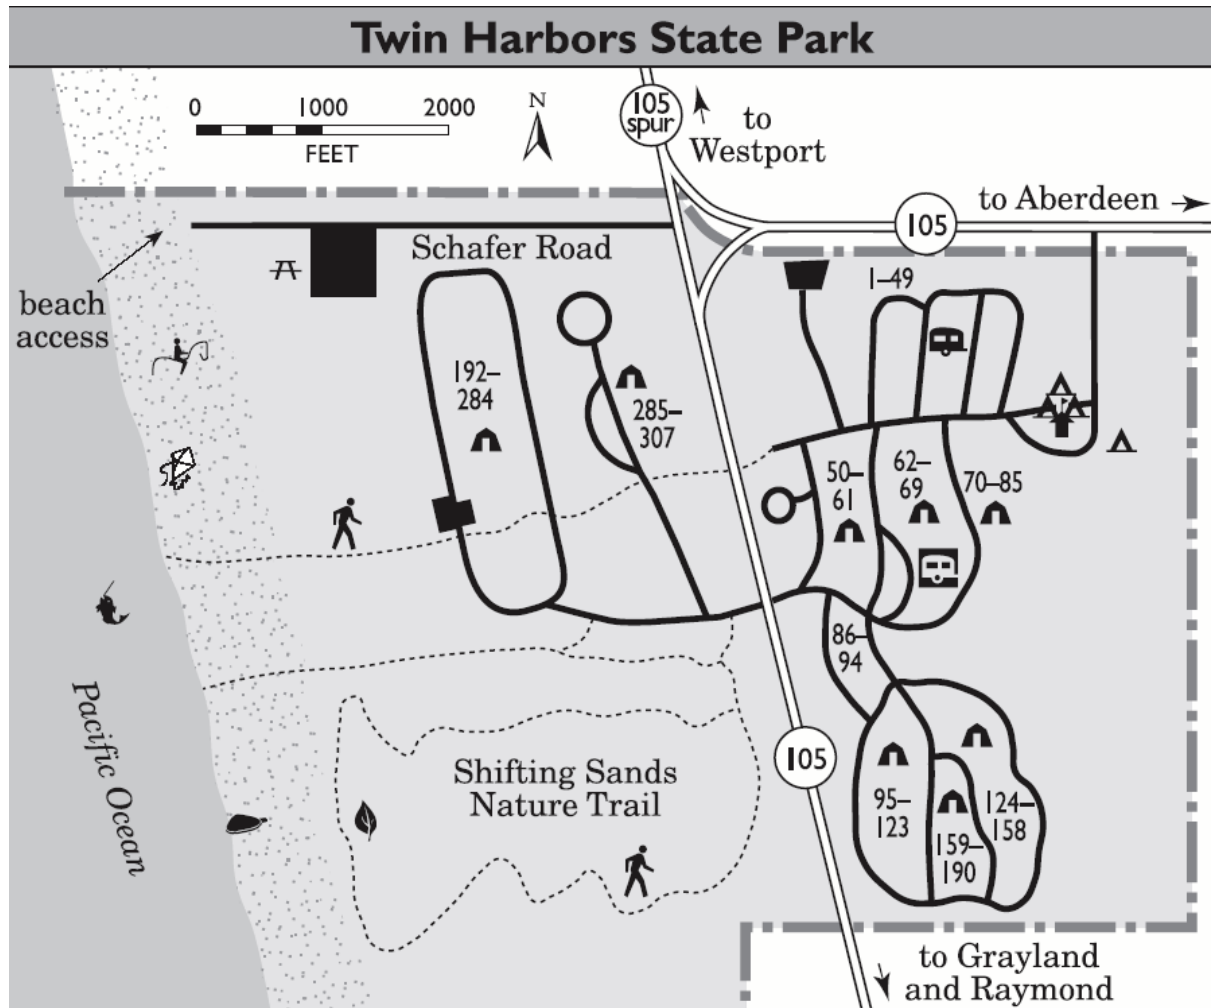 Twin Harbors State Park
0 1000 2000
FEET
N
105
spur
to
Westport
to Aberdeen
105
Schafer Road
beach
access
1–49
192–
284
285–
307
50–
61
62–
69
70–85
86–
94
Pacific Ocean
Shifting Sands
Nature Trail
105
95–
123
124–
158
159–
190
to Grayland
and Raymond